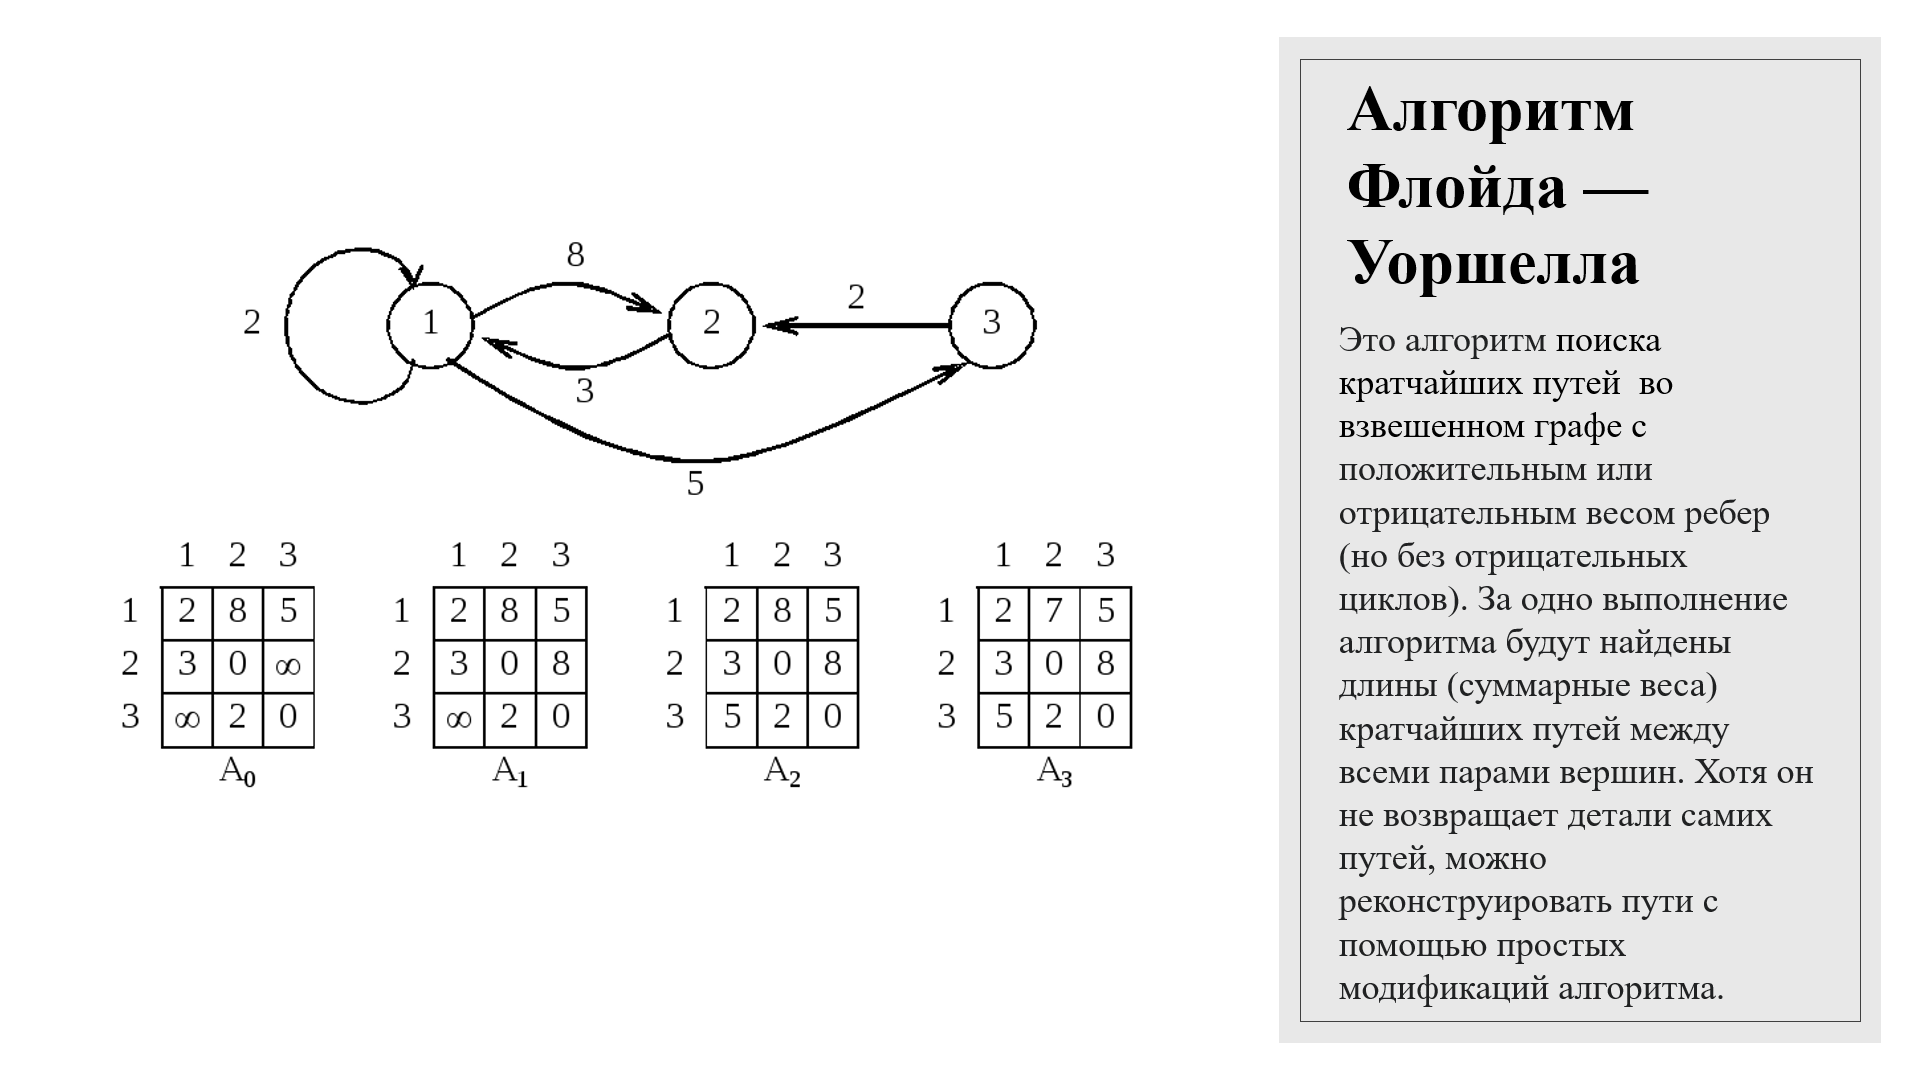 8
2
2
1
2
3
3
5
1 2 3
1 2 8 5
2 3 0 ∞
3 ∞ 2 0
A₀
1 2 3
1 2 8 5
2 3 0 8
3 ∞ 2 0
A₁
1 2 3
1 2 8 5
2 3 0 8
3 5 2 0
A₂
1 2 3
1 2 7 5
2 3 0 8
3 5 2 0
A₃
Алгоритм
Флойда —
Уоршелла
Это алгоритм поиска
кратчайших путей во
взвешенном графе с
положительным или
отрицательным весом ребер
(но без отрицательных
циклов). За одно выполнение
алгоритма будут найдены
длины (суммарные веса)
кратчайших путей между
всеми парами вершин. Хотя он
не возвращает детали самих
путей, можно
реконструировать пути с
помощью простых
модификаций алгоритма.